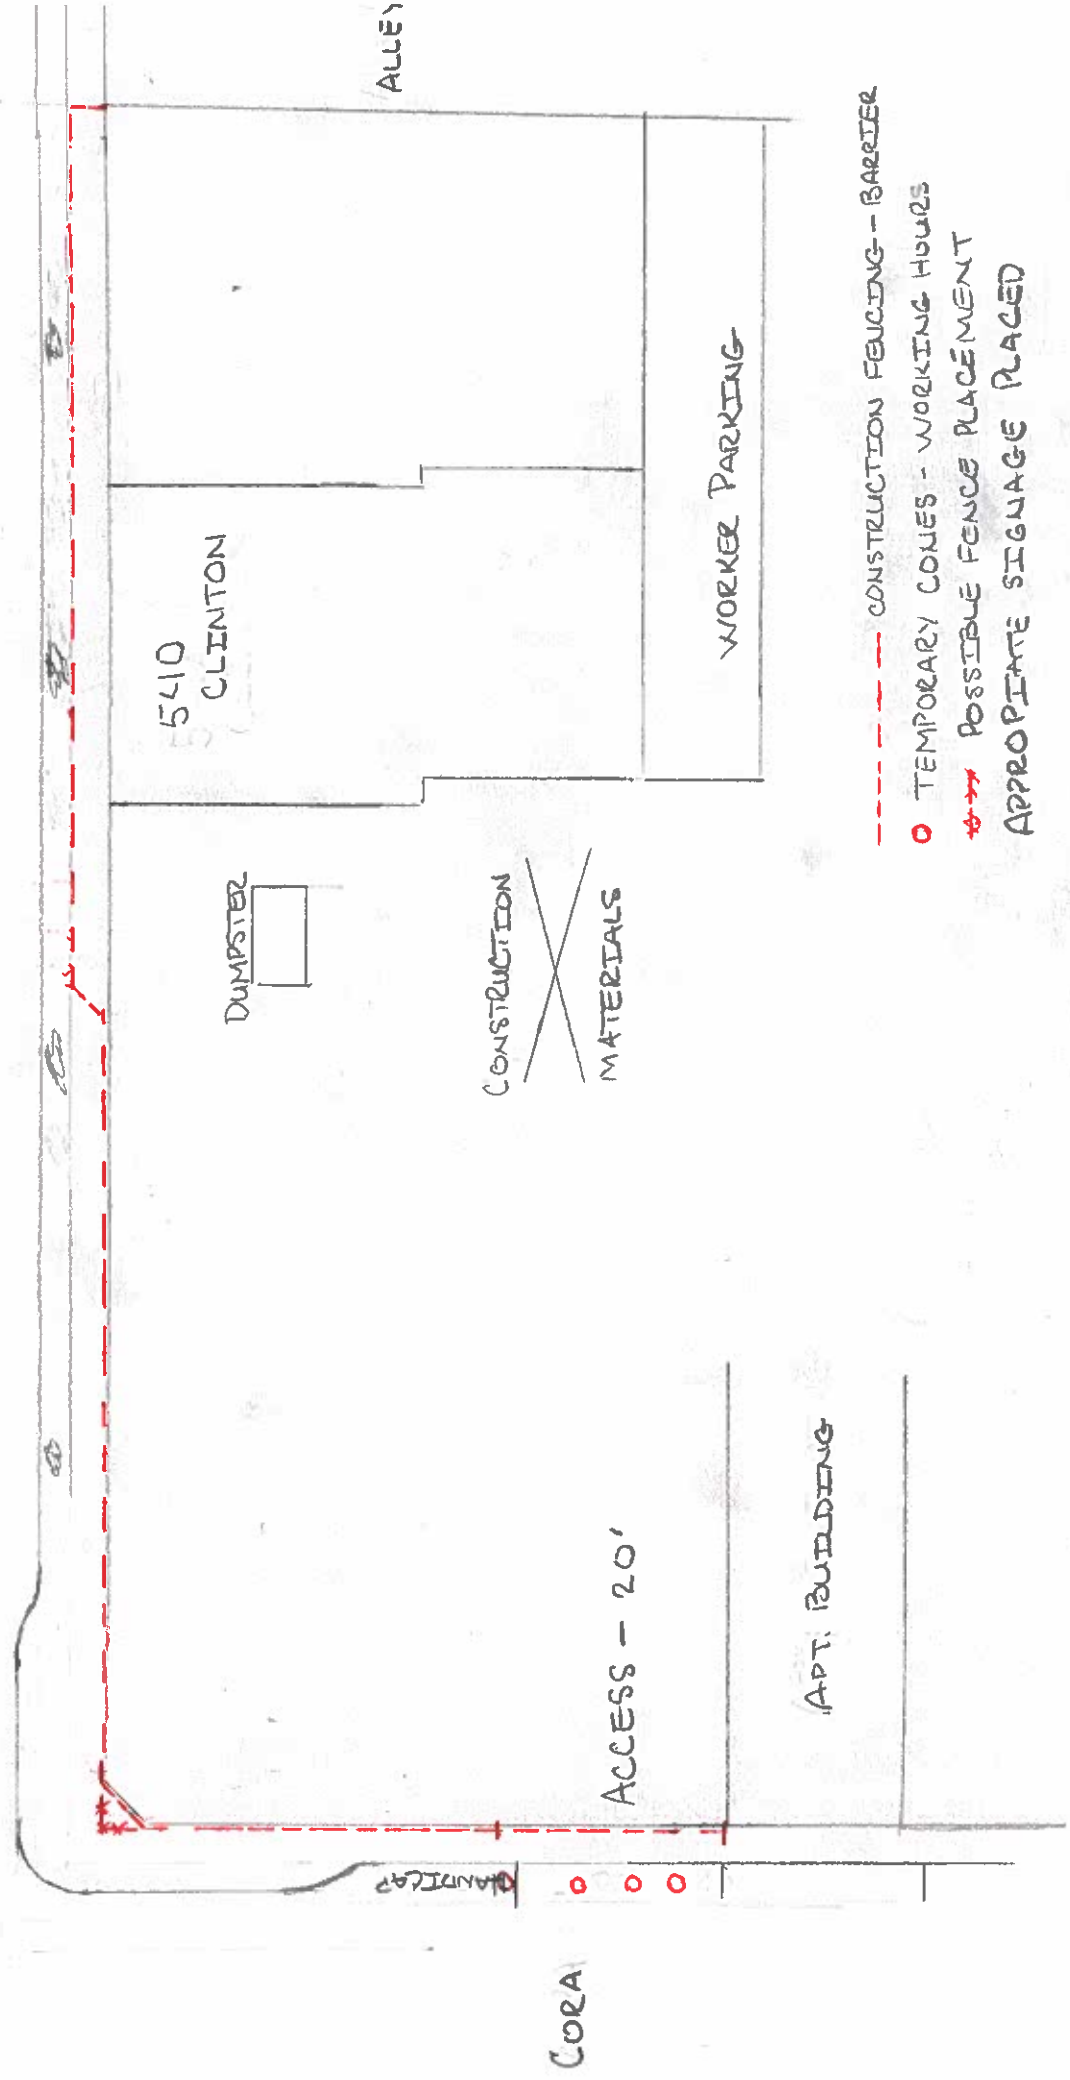 ALLEY
5410
CLINTON
DUMPSTER
CONSTRUCTION
MATERIALS
WORKER PARKING
ACCESS - 20'
APT. BUILDING
HANDICAP
CORA
CONSTRUCTION FENCING - BARRIER
TEMPORARY CONES - WORKING HOURS
POSSIBLE FENCE PLACEMENT
APPROPIATE SIGNAGE PLACED